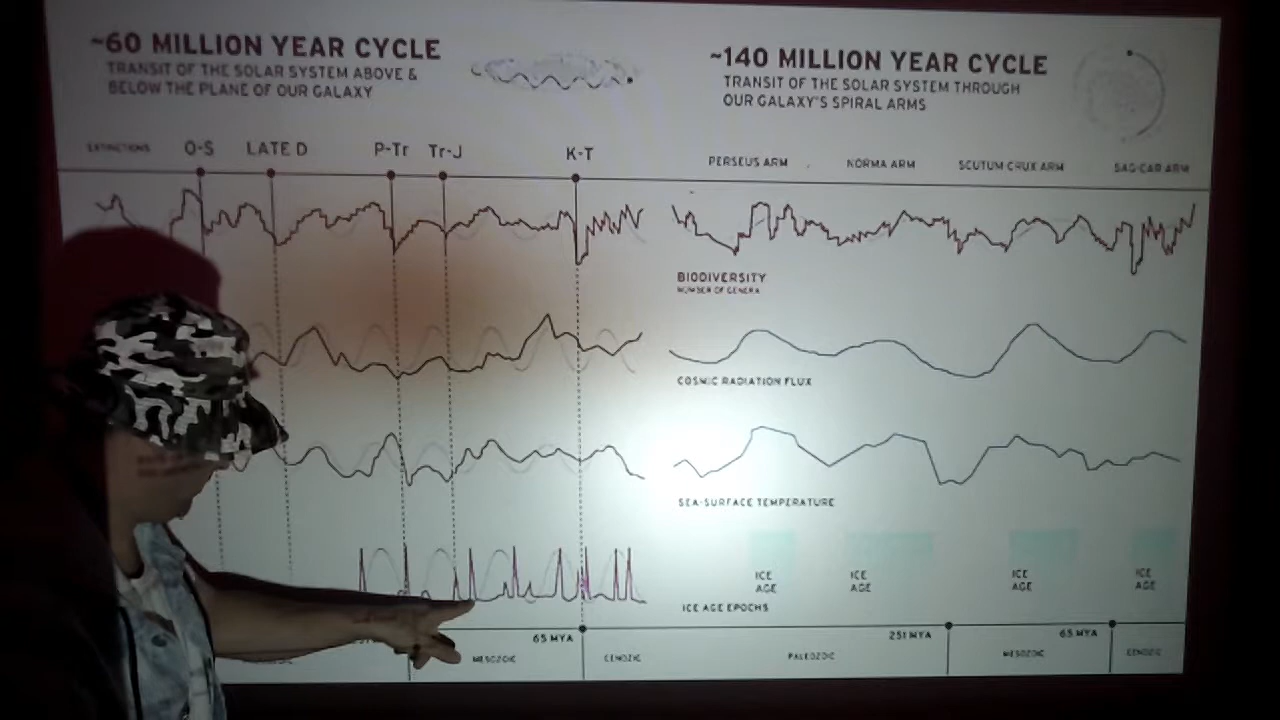 ~60 MILLION YEAR CYCLE
TRANSIT OF THE SOLAR SYSTEM ABOVE &
BELOW THE PLANE OF OUR GALAXY
~140 MILLION YEAR CYCLE
TRANSIT OF THE SOLAR SYSTEM THROUGH
OUR GALAXY'S SPIRAL ARMS
EXTINCTIONS O-S LATE D P-Tr Tr-J K-T
PERSEUS ARM NORMA ARM SCUTUM CRUX ARM SAG-CAR ARM
BIODIVERSITY
NUMBER OF GENERA
COSMIC RADIATION FLUX
SEA-SURFACE TEMPERATURE
ICE AGE
ICE AGE
ICE AGE
ICE AGE
ICE AGE EPOCHS
65 MYA
MESOZOIC
CENOZIC
251 MYA
65 MYA
PALEOZOIC
MESOZOIC
CENOZIC